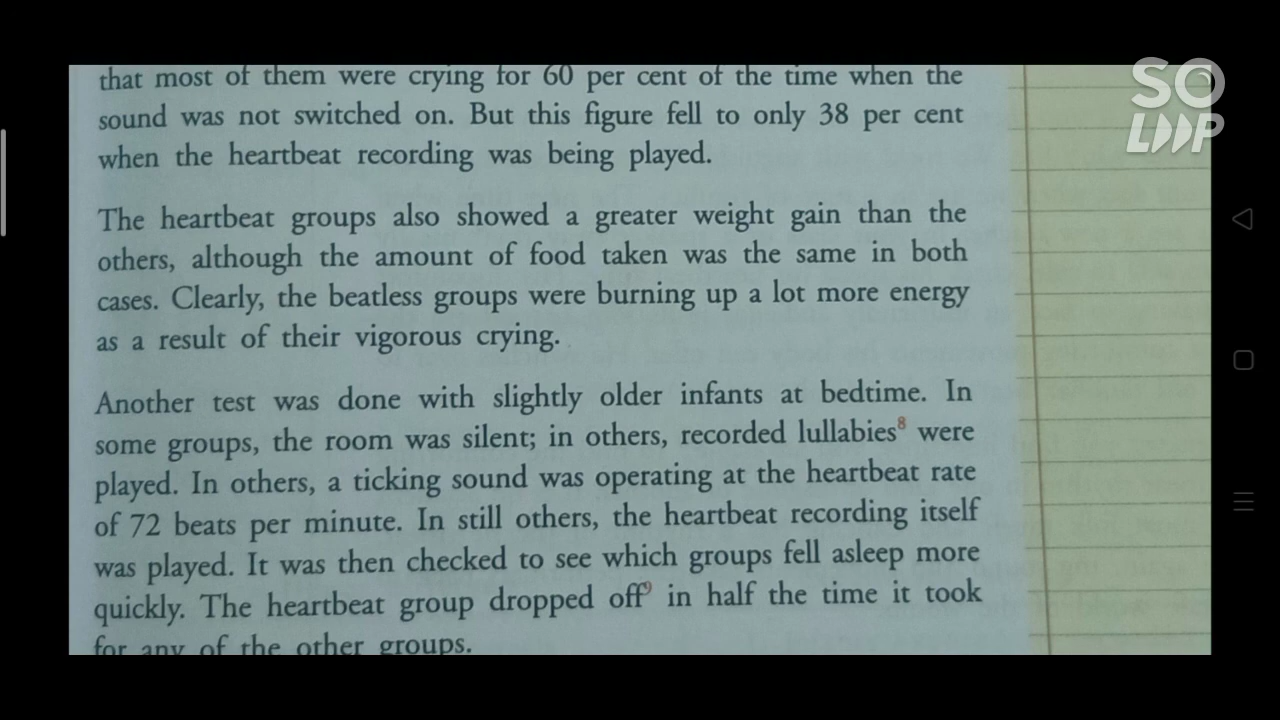 SO
LOOP
that most of them were crying for 60 per cent of the time when the
sound was not switched on. But this figure fell to only 38 per cent
when the heartbeat recording was being played.
The heartbeat groups also showed a greater weight gain than the
others, although the amount of food taken was the same in both
cases. Clearly, the beatless groups were burning up a lot more energy
as a result of their vigorous crying.
Another test was done with slightly older infants at bedtime. In
some groups, the room was silent; in others, recorded lullabies⁸ were
played. In others, a ticking sound was operating at the heartbeat rate
of 72 beats per minute. In still others, the heartbeat recording itself
was played. It was then checked to see which groups fell asleep more
quickly. The heartbeat group dropped off⁹ in half the time it took
for any of the other groups.